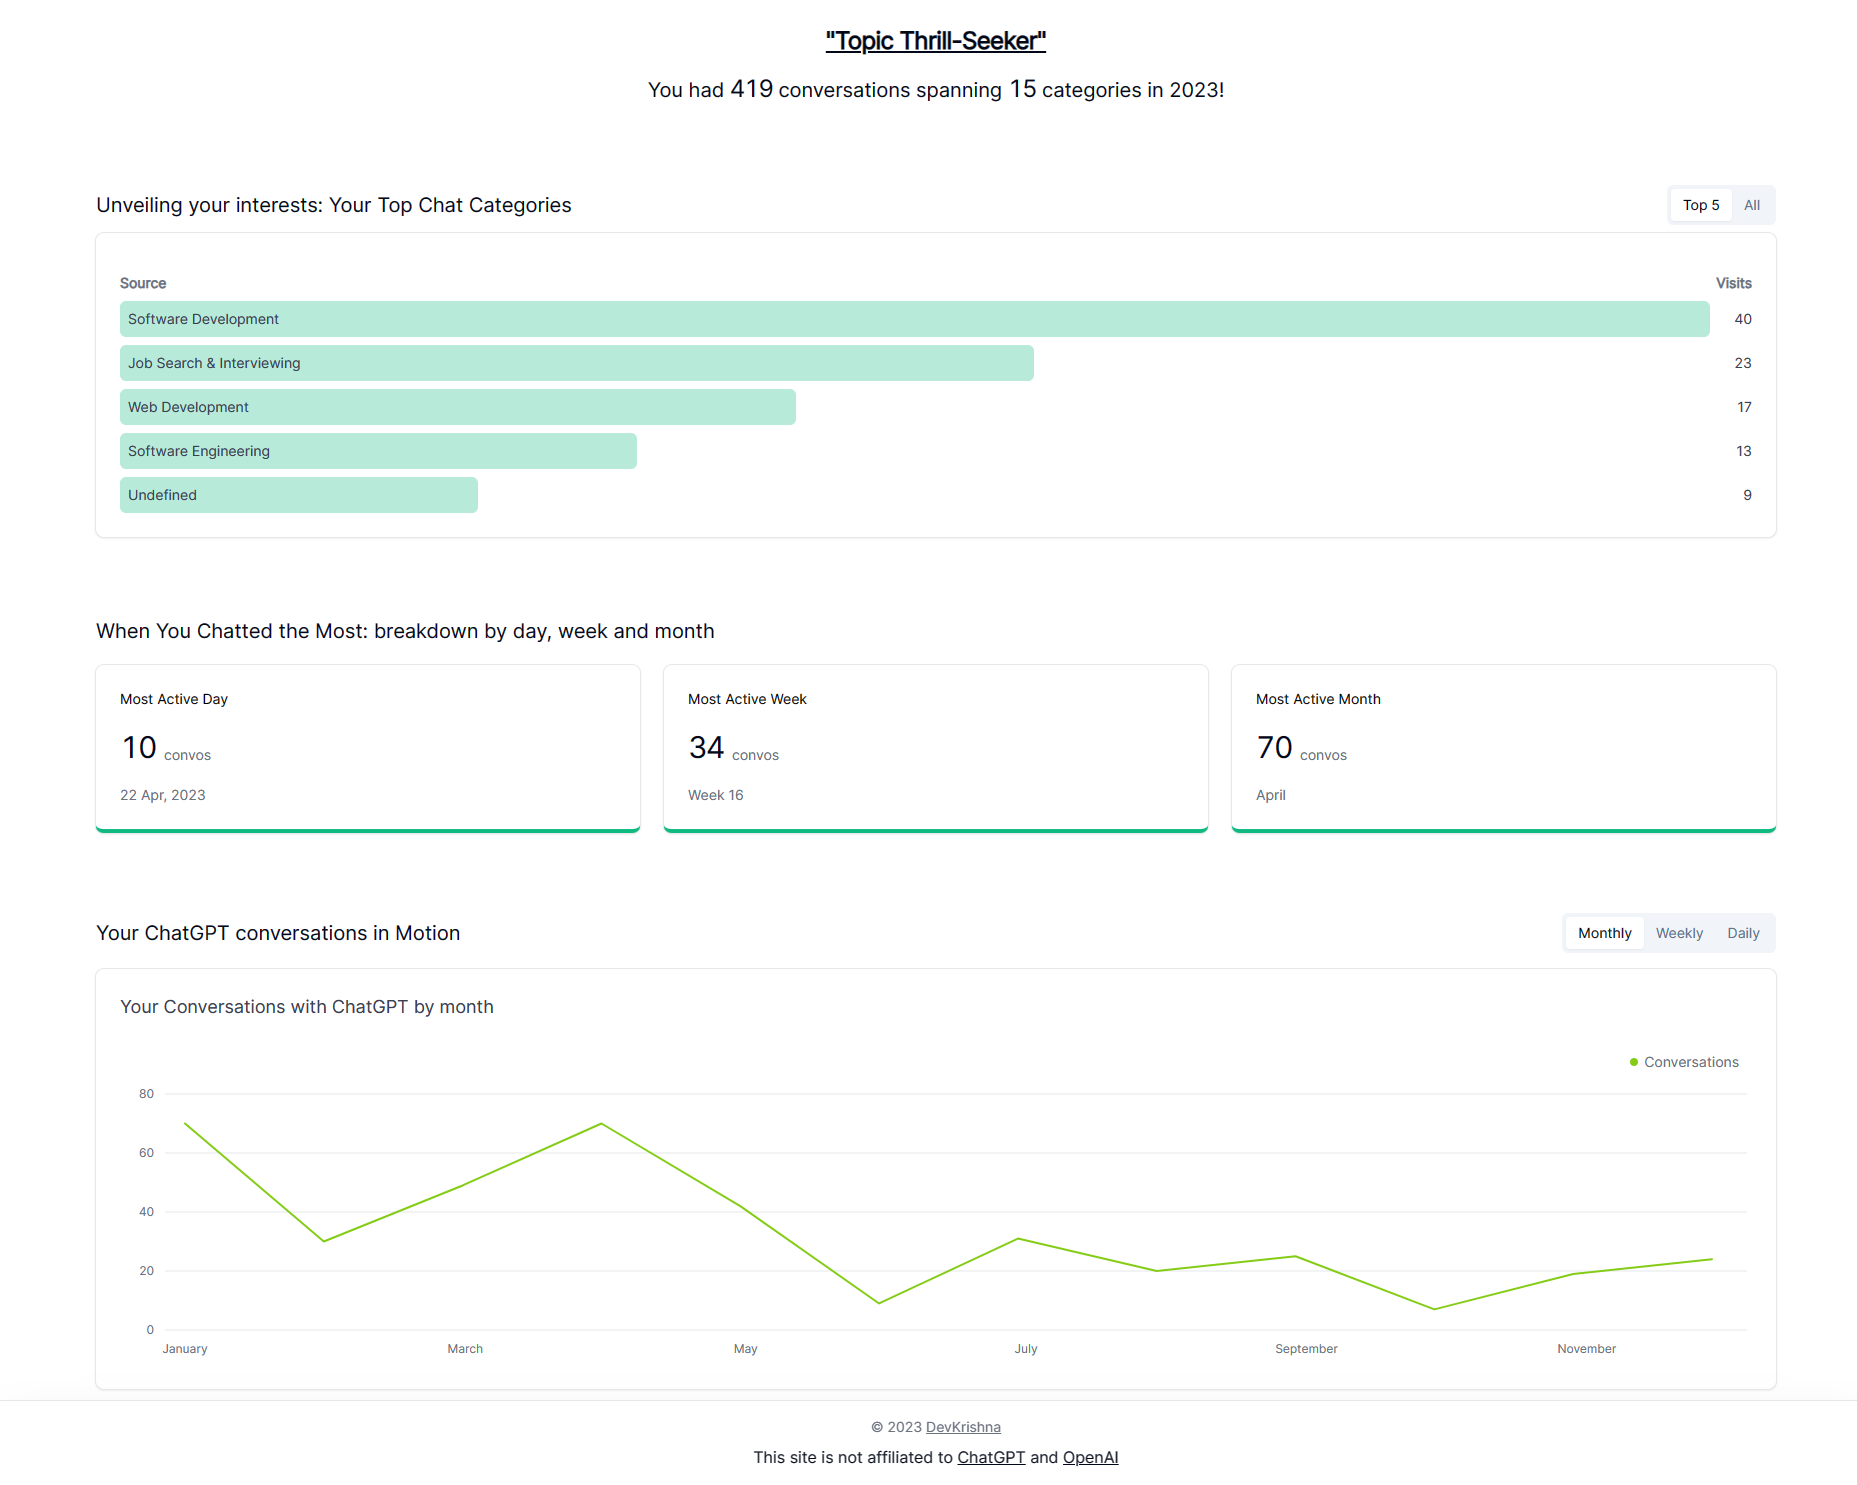 "Topic Thrill-Seeker"
You had 419 conversations spanning 15 categories in 2023!
Unveiling your interests: Your Top Chat Categories
Top 5 All
Source Visits
Software Development 40
Job Search & Interviewing 23
Web Development 17
Software Engineering 13
Undefined 9
When You Chatted the Most: breakdown by day, week and month
Most Active Day
10 convos
22 Apr, 2023
Most Active Week
34 convos
Week 16
Most Active Month
70 convos
April
Your ChatGPT conversations in Motion
Monthly Weekly Daily
Your Conversations with ChatGPT by month
Conversations
80
60
40
20
0
January March May July September November
© 2023 DevKrishna
This site is not affiliated to ChatGPT and OpenAI